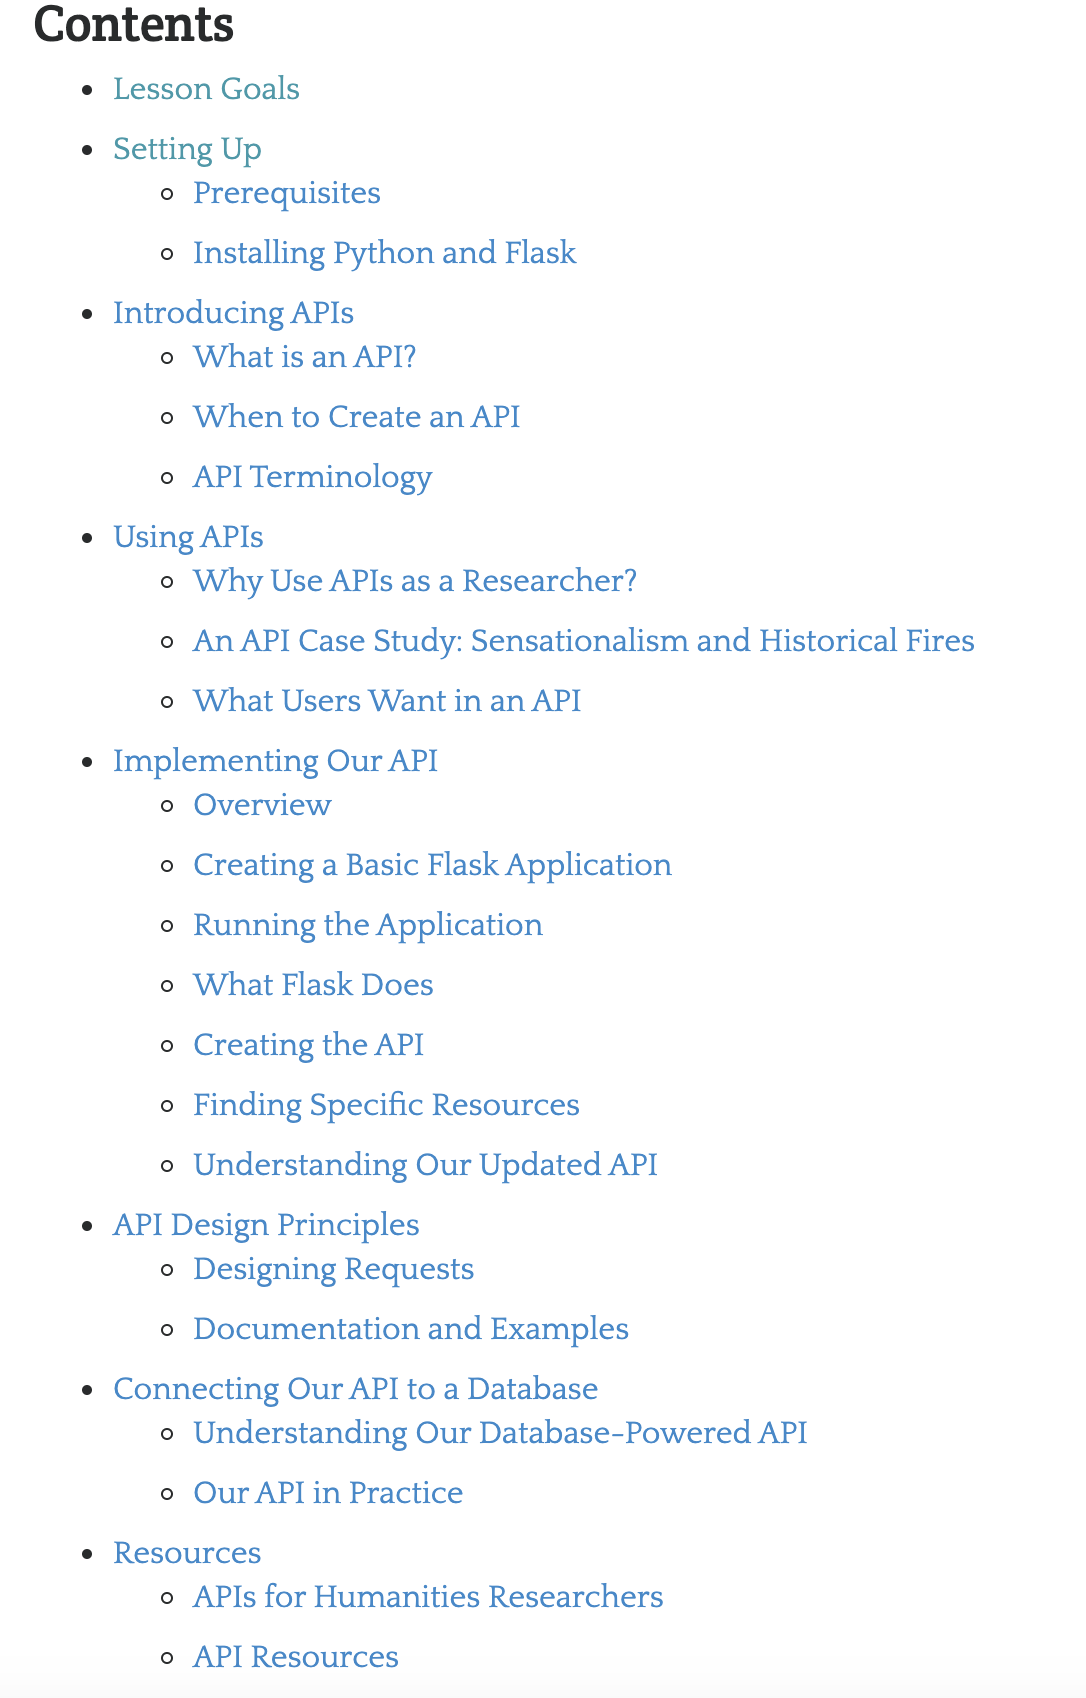 Contents
Lesson Goals
Setting Up
Prerequisites
Installing Python and Flask
Introducing APIs
What is an API?
When to Create an API
API Terminology
Using APIs
Why Use APIs as a Researcher?
An API Case Study: Sensationalism and Historical Fires
What Users Want in an API
Implementing Our API
Overview
Creating a Basic Flask Application
Running the Application
What Flask Does
Creating the API
Finding Specific Resources
Understanding Our Updated API
API Design Principles
Designing Requests
Documentation and Examples
Connecting Our API to a Database
Understanding Our Database-Powered API
Our API in Practice
Resources
APIs for Humanities Researchers
API Resources